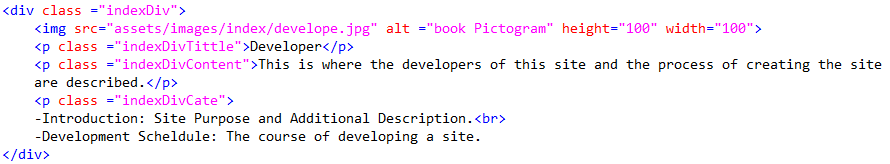 <div class ="indexDiv">
<img src="assets/images/index/develope.jpg" alt ="book Pictogram" height="100" width="100">
<p class ="indexDivTittle">Developer</p>
<p class ="indexDivContent">This is where the developers of this site and the process of creating the site
are described.</p>
<p class ="indexDivCate">
-Introduction: Site Purpose and Additional Description.<br>
-Development Scheldule: The course of developing a site.
</div>